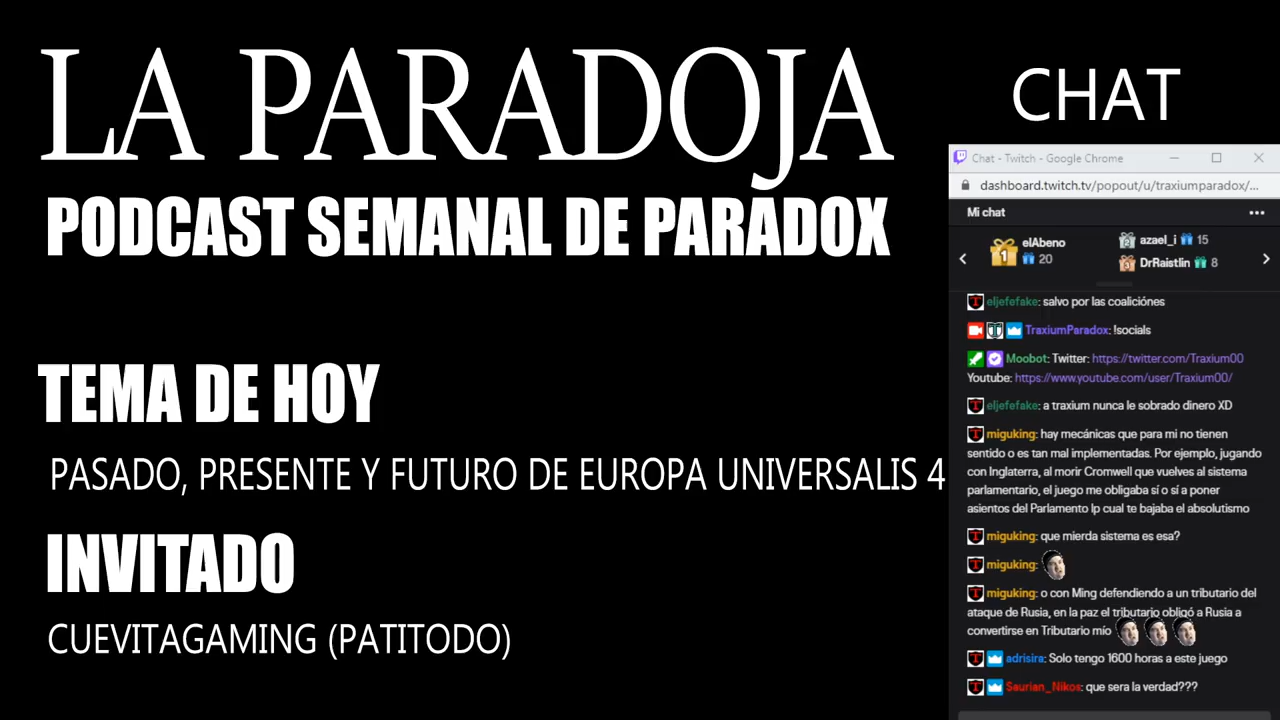 LA PARADOJA
PODCAST SEMANAL DE PARADOX
TEMA DE HOY
PASADO, PRESENTE Y FUTURO DE EUROPA UNIVERSALIS 4
INVITADO
CUEVITAGAMING (PATITODO)
CHAT
Chat - Twitch - Google Chrome
dashboard.twitch.tv/popout/u/traxiumparadox/...
Mi chat
1 elAbeno 20
2 azael_i 15
3 DrRaistlin 8
eljefefake: salvo por las coaliciónes
TraxiumParadox: !socials
Moobot: Twitter: https://twitter.com/Traxium00
Youtube: https://www.youtube.com/user/Traxium00/
eljefefake: a traxium nunca le sobrado dinero XD
miguking: hay mecánicas que para mi no tienen
sentido o es tan mal implementadas. Por ejemplo, jugando
con Inglaterra, al morir Cromwell que vuelves al sistema
parlamentario, el juego me obligaba sí o sí a poner
asientos del Parlamento lp cual te bajaba el absolutismo
miguking: que mierda sistema es esa?
miguking:
miguking: o con Ming defendiendo a un tributario del
ataque de Rusia, en la paz el tributario obligó a Rusia a
convertirse en Tributario mío
adrisira: Solo tengo 1600 horas a este juego
Saurian_Nikos: que sera la verdad???